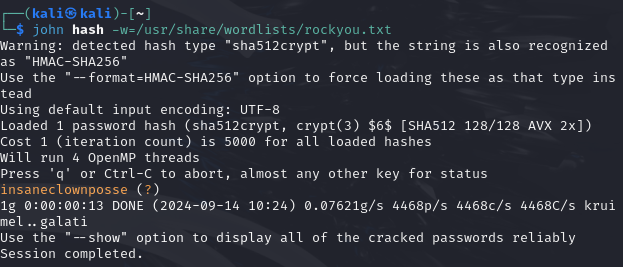 ┌──(kali㉿kali)-[~]
└─$ john hash -w=/usr/share/wordlists/rockyou.txt
Warning: detected hash type "sha512crypt", but the string is also recognized
as "HMAC-SHA256"
Use the "--format=HMAC-SHA256" option to force loading these as that type ins
tead
Using default input encoding: UTF-8
Loaded 1 password hash (sha512crypt, crypt(3) $6$ [SHA512 128/128 AVX 2x])
Cost 1 (iteration count) is 5000 for all loaded hashes
Will run 4 OpenMP threads
Press 'q' or Ctrl-C to abort, almost any other key for status
insaneclownposse (?)
1g 0:00:00:13 DONE (2024-09-14 10:24) 0.07621g/s 4468p/s 4468c/s 4468C/s krui
mel..galati
Use the "--show" option to display all of the cracked passwords reliably
Session completed.